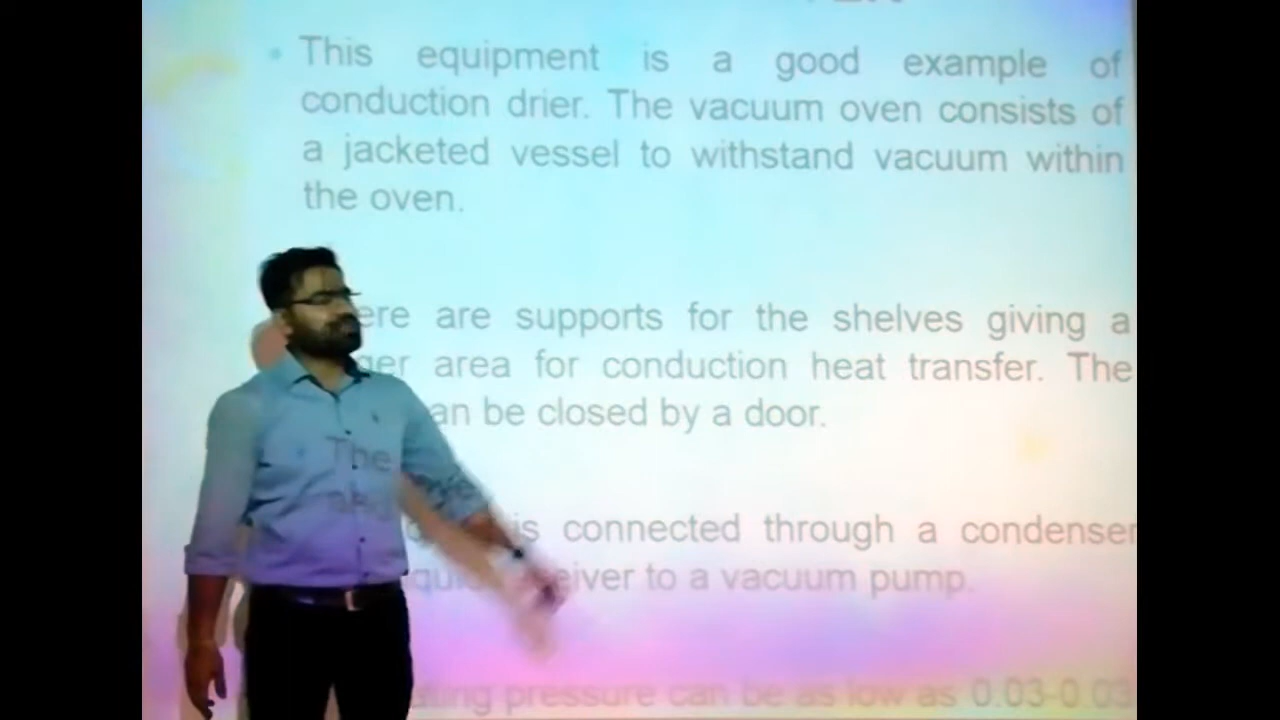 • This equipment is a good example of
conduction drier. The vacuum oven consists of
a jacketed vessel to withstand vacuum within
the oven.
ere are supports for the shelves giving a
ger area for conduction heat transfer. The
an be closed by a door.
The
is connected through a condenser
eiver to a vacuum pump.
ating pressure can be as low as 0.03-0.03